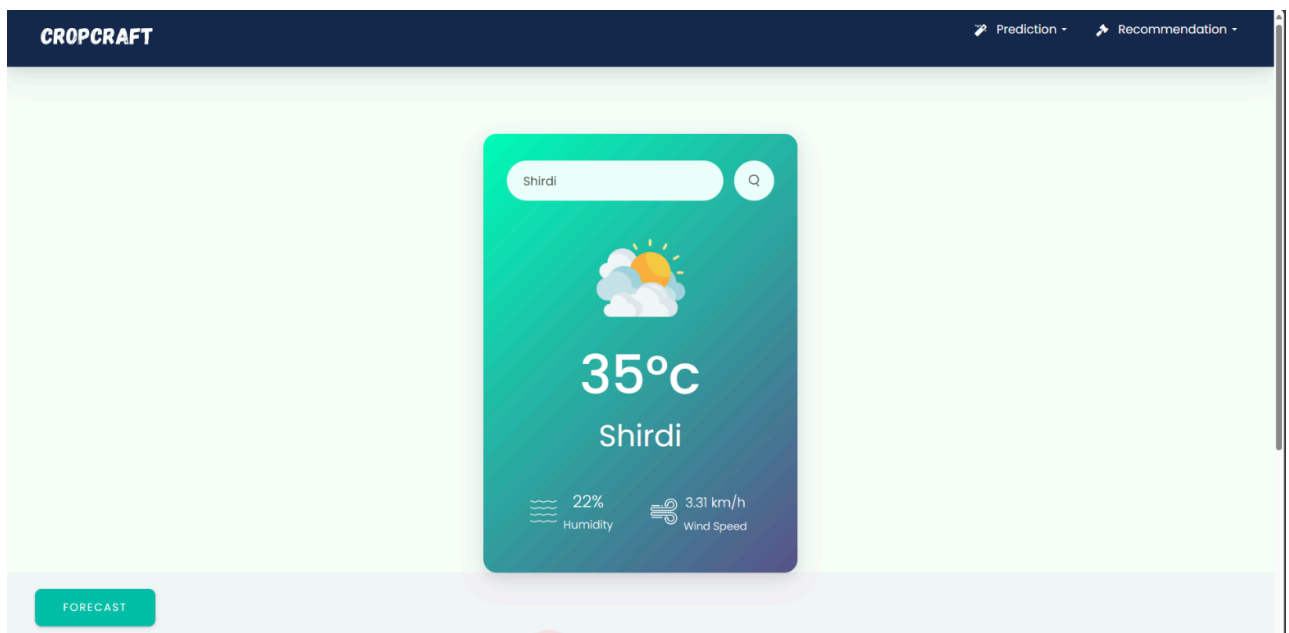 CROPCRAFT
Prediction
Recommendation
Shirdi
35°c
Shirdi
22%
Humidity
3.31 km/h
Wind Speed
FORECAST